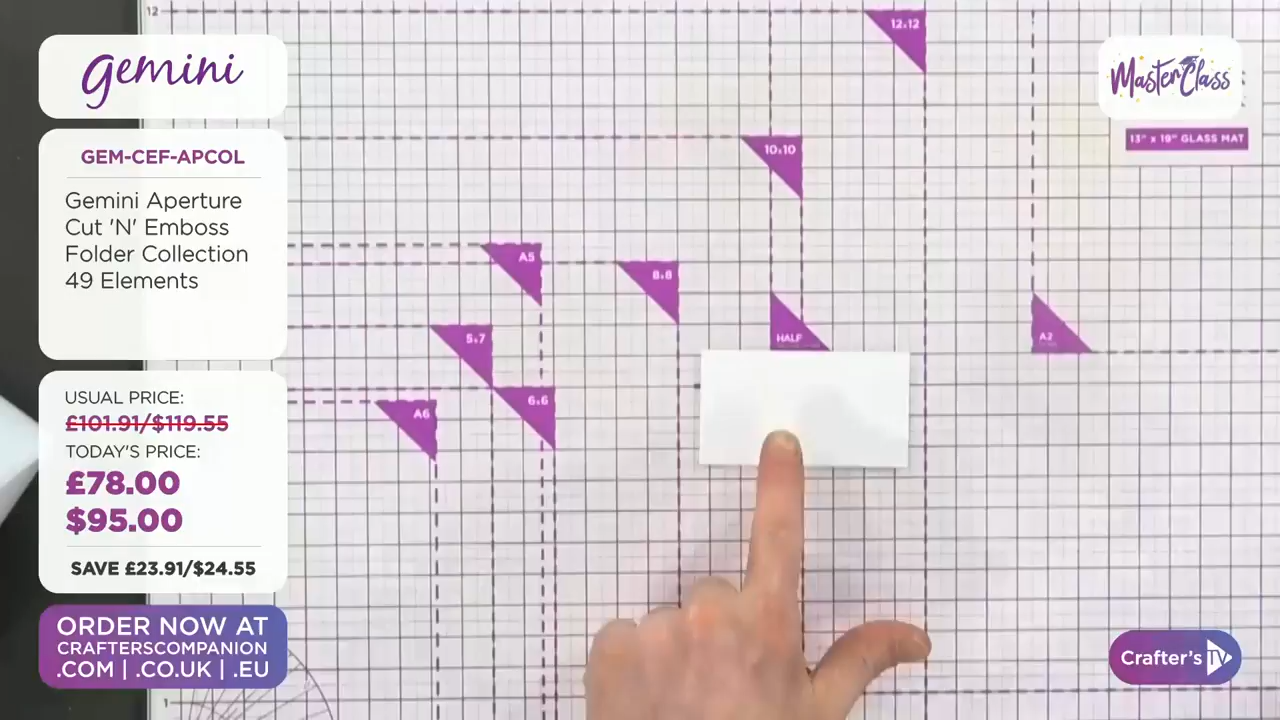 gemini
GEM-CEF-APCOL
Gemini Aperture
Cut 'N' Emboss
Folder Collection
49 Elements
USUAL PRICE:
£101.91/$119.55
TODAY'S PRICE:
£78.00
$95.00
SAVE £23.91/$24.55
ORDER NOW AT
CRAFTERSCOMPANION
.COM | .CO.UK | .EU
12
12x12
10x10
A5
8x8
5x7
HALF
A2
6x6
A6
1
MasterClass
13" x 19" GLASS MAT
Crafter's TV